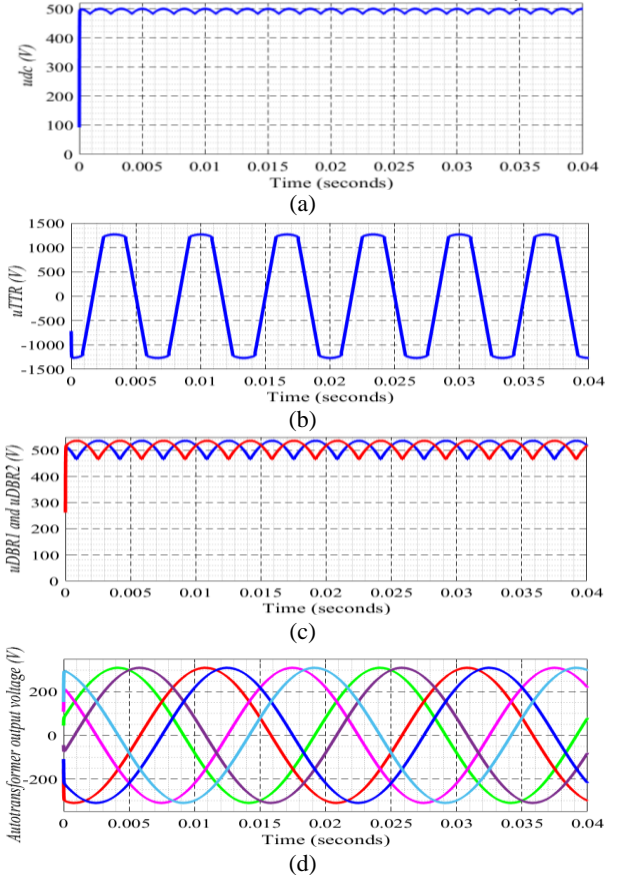 500
400
300
200
100
0
udc (V)
0 0.005 0.01 0.015 0.02 0.025 0.03 0.035 0.04
Time (seconds)
(a)
1500
1000
500
0
-500
-1000
-1500
uTTR (V)
0 0.005 0.01 0.015 0.02 0.025 0.03 0.035 0.04
Time (seconds)
(b)
500
400
300
200
100
0
uDBR1 and uDBR2 (V)
0 0.005 0.01 0.015 0.02 0.025 0.03 0.035 0.04
Time (seconds)
(c)
200
0
-200
Autotransformer output voltage (V)
0 0.005 0.01 0.015 0.02 0.025 0.03 0.035 0.04
Time (seconds)
(d)